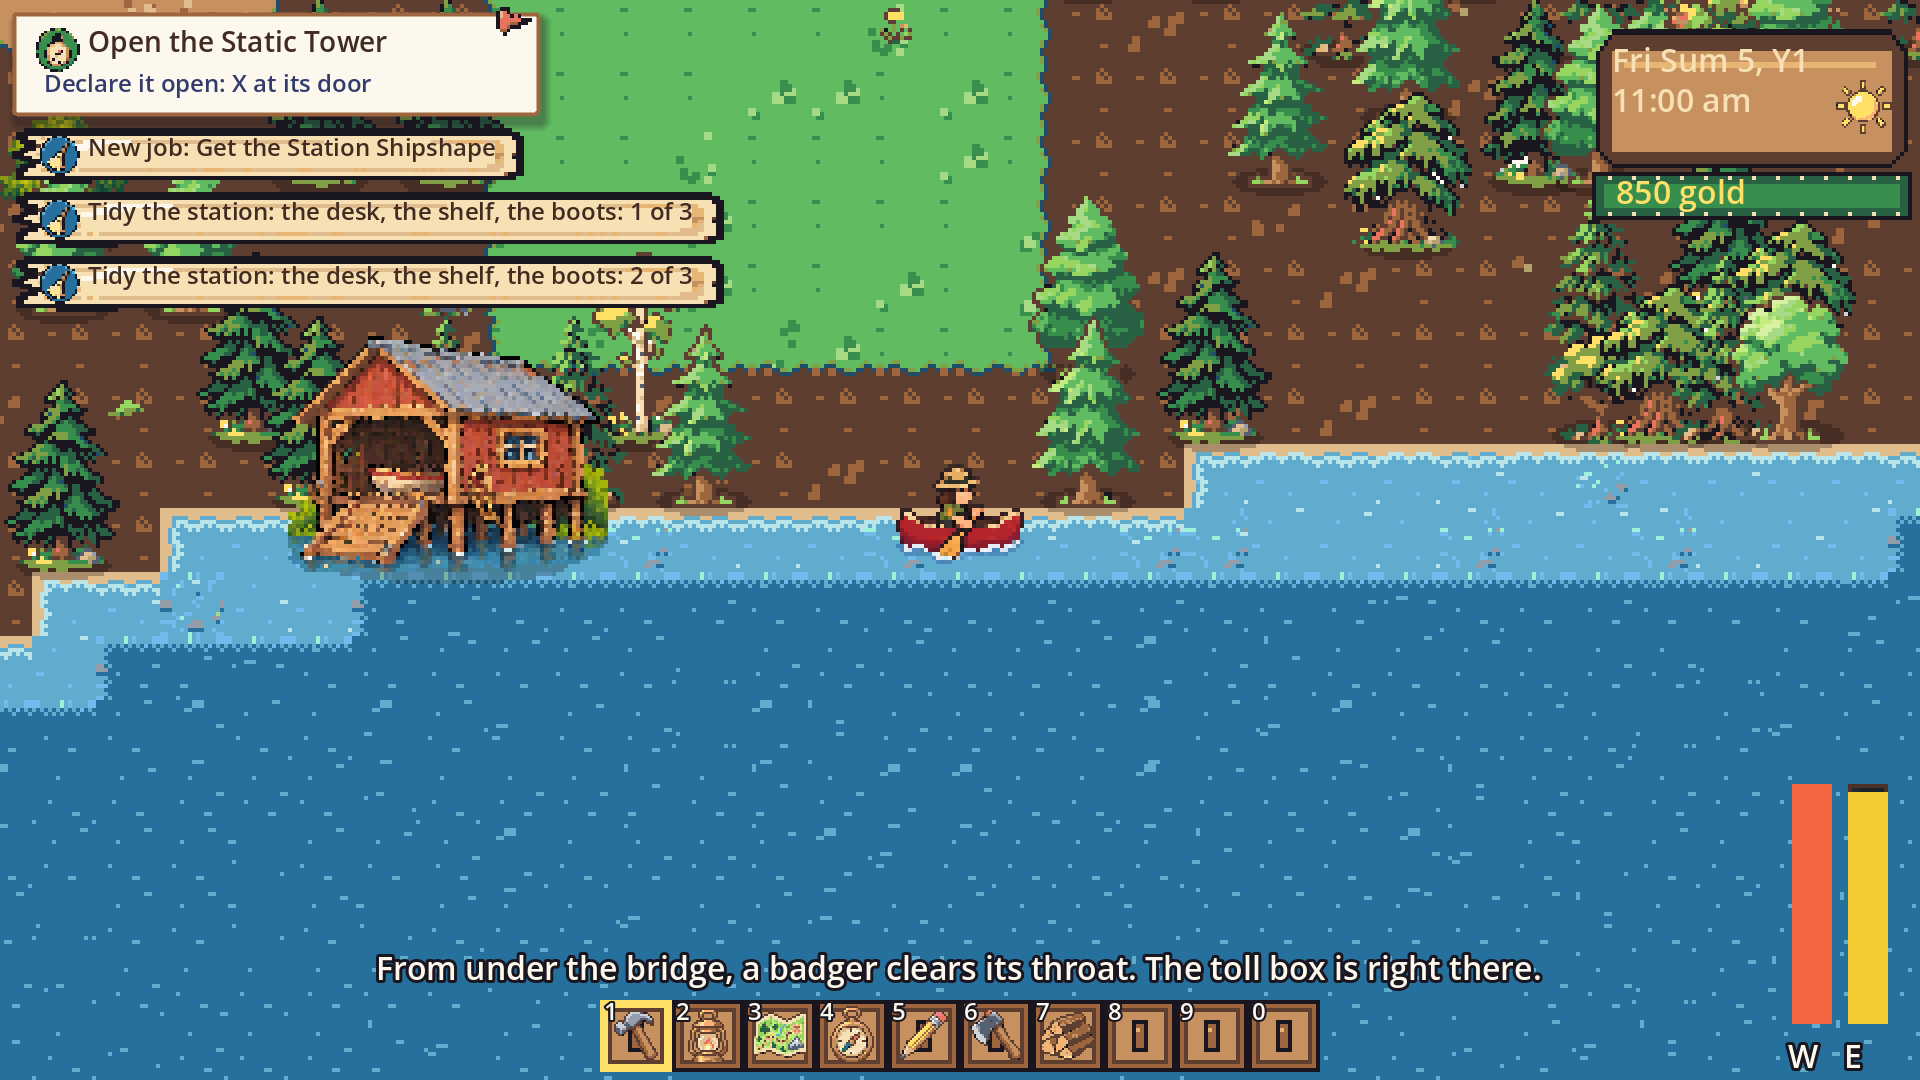 Open the Static Tower
Declare it open: X at its door
New job: Get the Station Shipshape
Tidy the station: the desk, the shelf, the boots: 1 of 3
Tidy the station: the desk, the shelf, the boots: 2 of 3
Fri Sum 5, Y1
11:00 am
850 gold
From under the bridge, a badger clears its throat. The toll box is right there.
1 2 3 4 5 6 7 8 9 0
W E